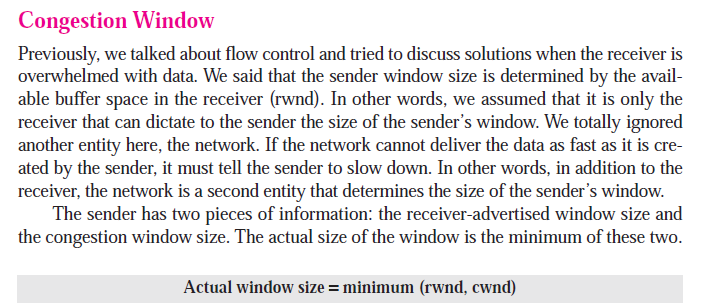 Congestion Window
Previously, we talked about flow control and tried to discuss solutions when the receiver is
overwhelmed with data. We said that the sender window size is determined by the avail-
able buffer space in the receiver (rwnd). In other words, we assumed that it is only the
receiver that can dictate to the sender the size of the sender’s window. We totally ignored
another entity here, the network. If the network cannot deliver the data as fast as it is cre-
ated by the sender, it must tell the sender to slow down. In other words, in addition to the
receiver, the network is a second entity that determines the size of the sender’s window.
The sender has two pieces of information: the receiver-advertised window size and
the congestion window size. The actual size of the window is the minimum of these two.
Actual window size = minimum (rwnd, cwnd)